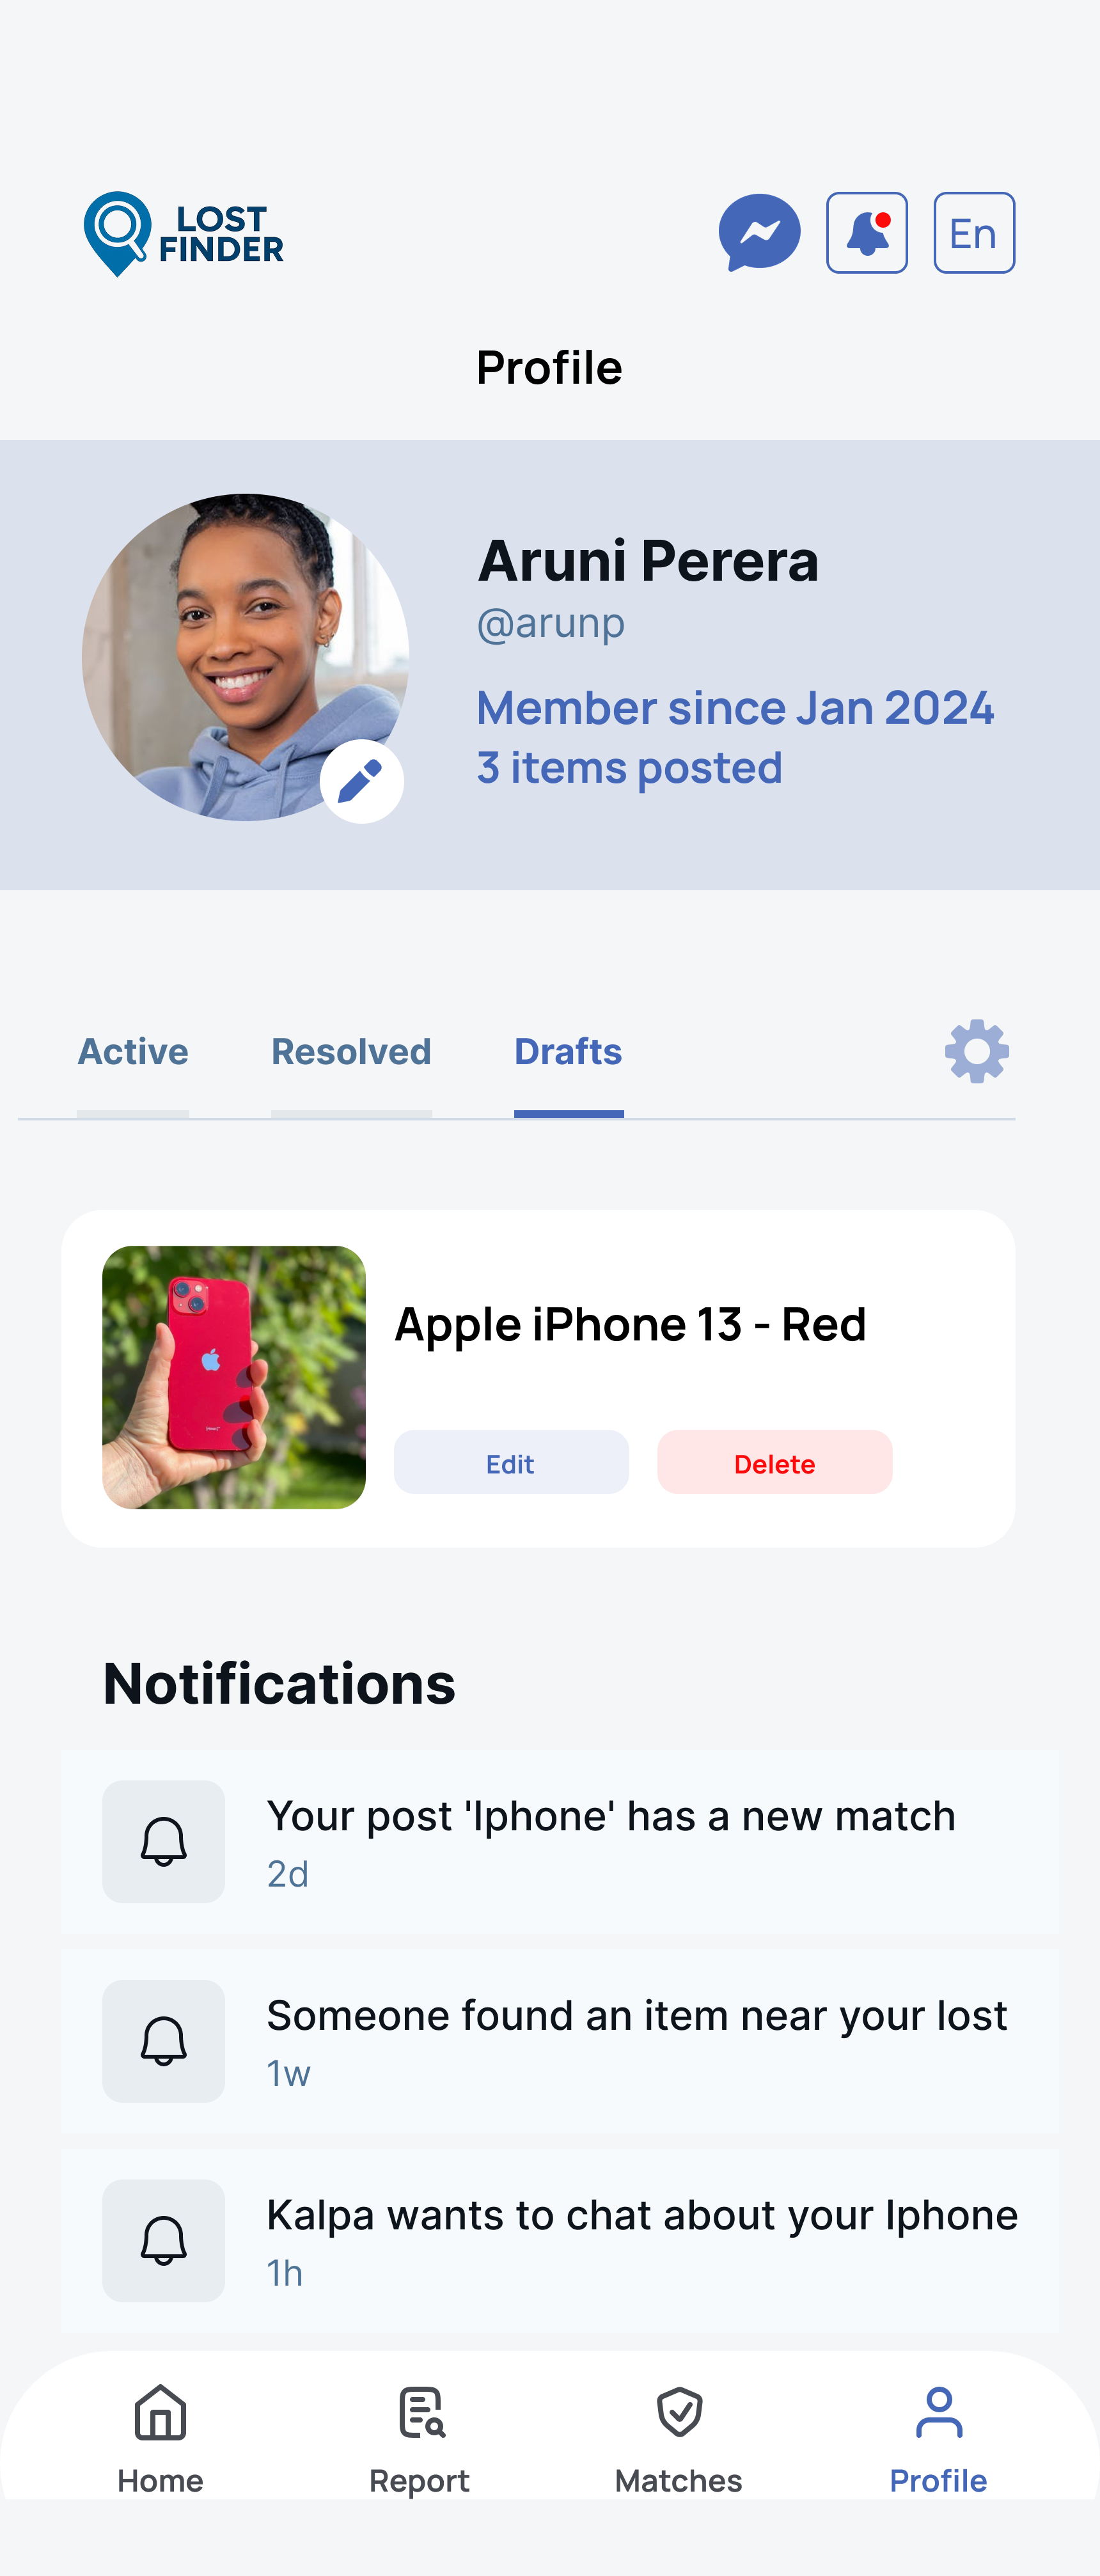 LOST
FINDER
En
Profile
Aruni Perera
@arunp
Member since Jan 2024
3 items posted
Active Resolved Drafts
Apple iPhone 13 - Red
Edit Delete
Notifications
Your post 'Iphone' has a new match
2d
Someone found an item near your lost
1w
Kalpa wants to chat about your Iphone
1h
Home Report Matches Profile